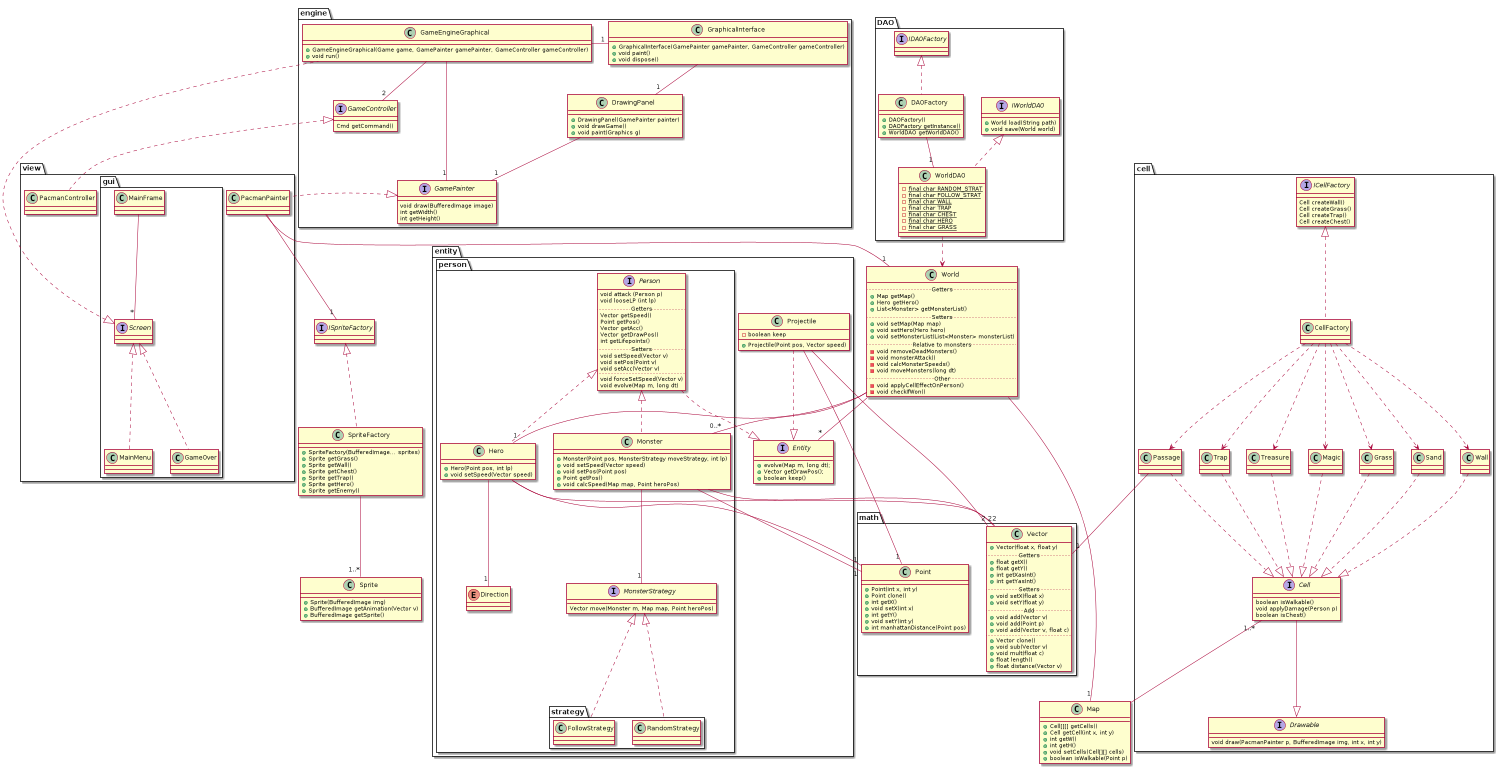 engine
GameEngineGraphical
GameEngineGraphical(Game game, GamePainter gamePainter, GameController gameController)
void run()
1
GraphicalInterface
GraphicalInterface(GamePainter gamePainter, GameController gameController)
void paint()
void dispose()
2
1
GameController
Cmd getCommand()
DrawingPanel
DrawingPanel(GamePainter painter)
void drawGame()
void paint(Graphics g)
1
1
GamePainter
void draw(BufferedImage image)
int getWidth()
int getHeight()
DAO
IDAOFactory
DAOFactory
DAOFactory()
DAOFactory getInstance()
WorldDAO getWorldDAO()
IWorldDAO
World load(String path)
void save(World world)
1
WorldDAO
final char RANDOM_STRAT
final char FOLLOW_STRAT
final char WALL
final char TRAP
final char CHEST
final char HERO
final char GRASS
view
PacmanController
gui
MainFrame
PacmanPainter
*
Screen
MainMenu
GameOver
1
ISpriteFactory
SpriteFactory
SpriteFactory(BufferedImage... sprites)
Sprite getGrass()
Sprite getWall()
Sprite getChest()
Sprite getTrap()
Sprite getHero()
Sprite getEnemy()
1..*
Sprite
Sprite(BufferedImage img)
BufferedImage getAnimation(Vector v)
BufferedImage getSprite()
entity
person
Person
void attack (Person p)
void looseLP (int lp)
Getters
Vector getSpeed()
Point getPos()
Vector getAcc()
Vector getDrawPos()
int getLifepoints()
Setters
void setSpeed(Vector v)
void setPos(Point v)
void setAcc(Vector v)
void forceSetSpeed(Vector v)
void evolve(Map m, long dt)
Projectile
boolean keep
Projectile(Point pos, Vector speed)
1
World
Getters
Map getMap()
Hero getHero()
List<Monster> getMonsterList()
Setters
void setMap(Map map)
void setHero(Hero hero)
void setMonsterList(List<Monster> monsterList)
Relative to monsters
void removeDeadMonsters()
void monsterAttack()
void calcMonsterSpeeds()
void moveMonsters(long dt)
Other
void applyCellEffectOnPerson()
void checkIfWon()
1
0..*
*
Hero
Hero(Point pos, int lp)
void setSpeed(Vector speed)
Monster
Monster(Point pos, MonsterStrategy moveStrategy, int lp)
void setSpeed(Vector speed)
void setPos(Point pos)
Point getPos()
void calcSpeed(Map map, Point heroPos)
Entity
evolve(Map m, long dt);
Vector getDrawPos();
boolean keep()
1
Direction
1
MonsterStrategy
Vector move(Monster m, Map map, Point heroPos)
strategy
FollowStrategy
RandomStrategy
math
1
1
1
Point
Point(int x, int y)
Point clone()
int getX()
void setX(int x)
int getY()
void setY(int y)
int manhattanDistance(Point pos)
2
22
Vector
Vector(float x, float y)
Getters
float getX()
float getY()
int getXasInt()
int getYasInt()
Setters
void setX(float x)
void setY(float y)
Add
void add(Vector v)
void add(Point p)
void add(Vector v, float c)
Vector clone()
void sub(Vector v)
void mult(float c)
float length()
float distance(Vector v)
cell
ICellFactory
Cell createWall()
Cell createGrass()
Cell createTrap()
Cell createChest()
CellFactory
Passage
Trap
Treasure
Magic
Grass
Sand
Wall
Cell
boolean isWalkable()
void applyDamage(Person p)
boolean isChest()
1..*
Drawable
void draw(PacmanPainter p, BufferedImage img, int x, int y)
1
Map
Cell[][] getCells()
Cell getCell(int x, int y)
int getW()
int getH()
void setCells(Cell[][] cells)
boolean isWalkable(Point p)